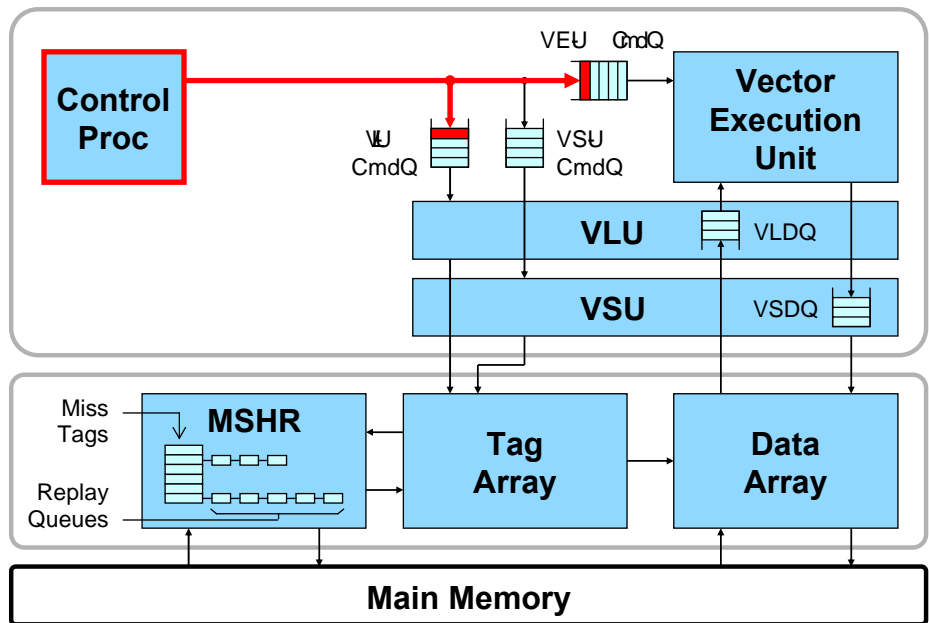 VEU CmdQ
Control
Proc
Vector
Execution
Unit
VLU
CmdQ
VSU
CmdQ
VLU
VLDQ
VSU
VSDQ
Miss
Tags
MSHR
Replay
Queues
Tag
Array
Data
Array
Main Memory